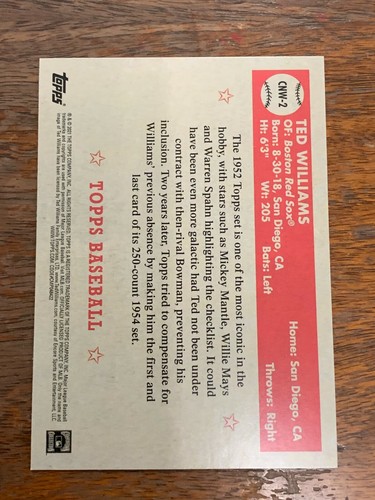 CNW-2
TED WILLIAMS
OF: Boston Red Sox®
Home: San Diego, CA
Born: 8-30-18, San Diego, CA
Ht: 6'3" Wt: 205 Bats: Left Throws: Right
The 1952 Topps set is one of the most iconic in the
hobby, with stars such as Mickey Mantle, Willie Mays
and Warren Spahn highlighting the checklist. It could
have been even more galactic had Ted not been under
contract with then-rival Bowman, preventing his
inclusion. Two years later, Topps tried to compensate for
Williams' previous absence by making him the first and
last card of its 250-count 1954 set.
TOPPS BASEBALL
topps